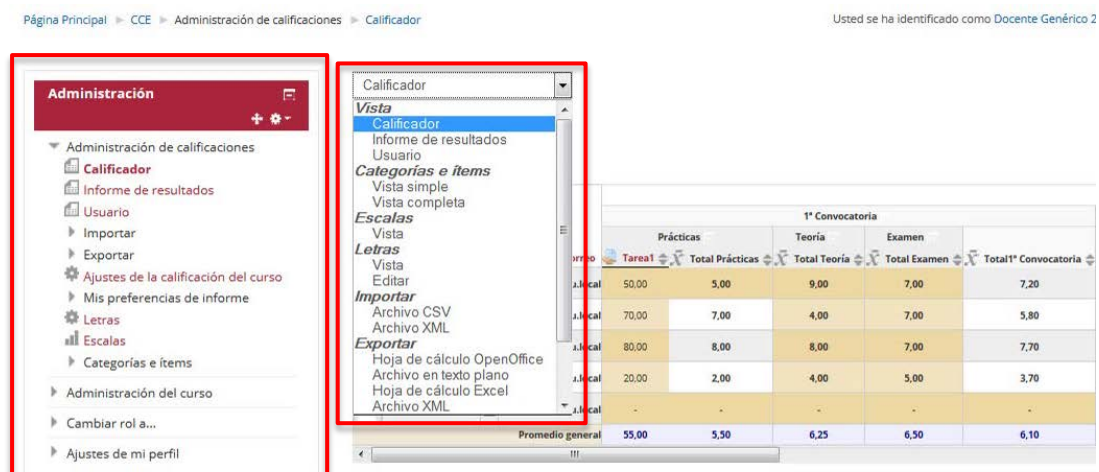 Página Principal ▶ CCE ▶ Administración de calificaciones ▶ Calificador
Usted se ha identificado como Docente Genérico 2
Administración
Administración de calificaciones
Calificador
Informe de resultados
Usuario
Importar
Exportar
Ajustes de la calificación del curso
Mis preferencias de informe
Letras
Escalas
Categorías e ítems
Administración del curso
Cambiar rol a...
Ajustes de mi perfil
Calificador
Vista
Calificador
Informe de resultados
Usuario
Categorías e ítems
Vista simple
Vista completa
Escalas
Vista
Letras
Vista
Editar
Importar
Archivo CSV
Archivo XML
Exportar
Hoja de cálculo OpenOffice
Archivo en texto plano
Hoja de cálculo Excel
Archivo XML
1ª Convocatoria
Prácticas Teoría Examen
Tarea1 Total Prácticas Total Teoría Total Examen Total1ª Convocatoria
50,00 5,00 9,00 7,00 7,20
70,00 7,00 4,00 7,00 5,80
80,00 8,00 8,00 7,00 7,70
20,00 2,00 4,00 5,00 3,70
- - - - -
Promedio general 55,00 5,50 6,25 6,50 6,10